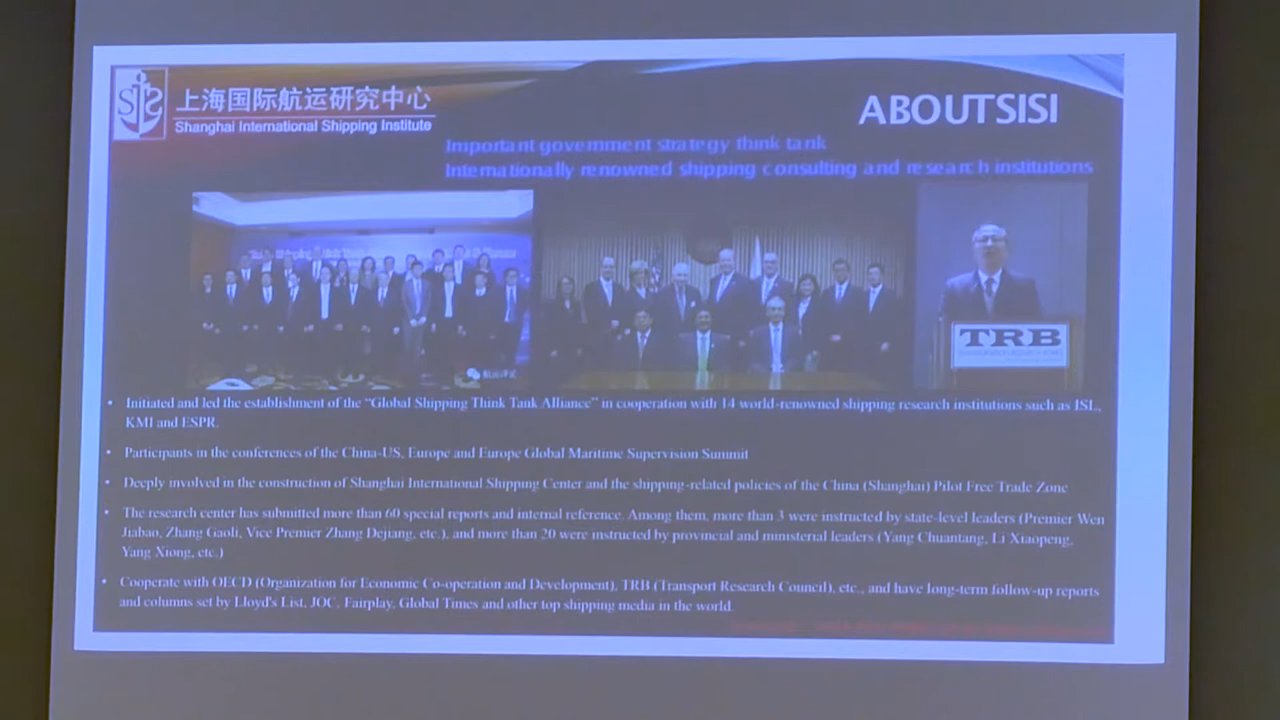 上海国际航运研究中心
Shanghai International Shipping Institute
ABOUTSISI
Important government strategy think tank
Internationally renowned shipping consulting and research institutions
TRB
• Initiated and led the establishment of the “Global Shipping Think Tank Alliance” in cooperation with 14 world-renowned shipping research institutions such as ISL,
KMI and ESPR.
• Participants in the conferences of the China-US, Europe and Europe Global Maritime Supervision Summit
• Deeply involved in the construction of Shanghai International Shipping Center and the shipping-related policies of the China (Shanghai) Pilot Free Trade Zone
• The research center has submitted more than 60 special reports and internal reference. Among them, more than 3 were instructed by state-level leaders (Premier Wen
Jiabao, Zhang Gaoli, Vice Premier Zhang Dejiang, etc.), and more than 20 were instructed by provincial and ministerial leaders (Yang Chuantang, Li Xiaopeng,
Yang Xiong, etc.)
• Cooperate with OECD (Organization for Economic Co-operation and Development), TRB (Transport Research Council), etc., and have long-term follow-up reports
and columns set by Lloyd's List, JOC, Fairplay, Global Times and other top shipping media in the world.